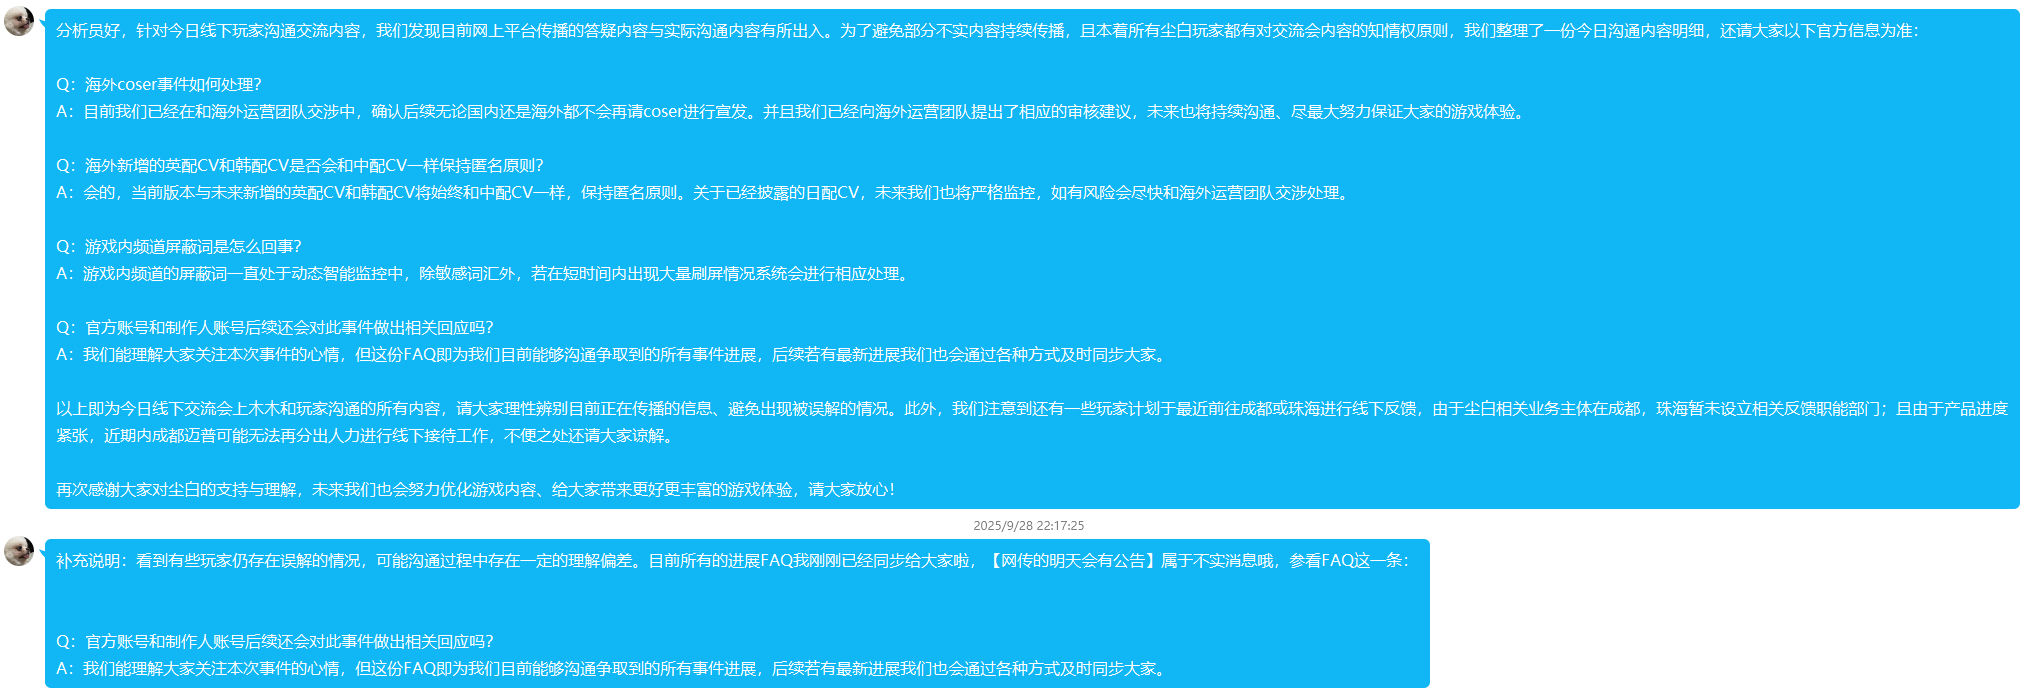 分析员好，针对今日线下玩家沟通交流内容，我们发现目前网上平台传播的答疑内容与实际沟通内容有所出入。为了避免部分不实内容持续传播，且本着所有尘白玩家都有对交流会内容的知情权原则，我们整理了一份今日沟通内容明细，还请大家以下官方信息为准：
Q：海外coser事件如何处理？
A：目前我们已经在和海外运营团队交涉中，确认后续无论国内还是海外都不会再请coser进行宣发。并且我们已经向海外运营团队提出了相应的审核建议，未来也将持续沟通、尽最大努力保证大家的游戏体验。
Q：海外新增的英配CV和韩配CV是否会和中配CV一样保持匿名原则？
A：会的，当前版本与未来新增的英配CV和韩配CV将始终和中配CV一样，保持匿名原则。关于已经披露的日配CV，未来我们也将严格监控，如有风险会尽快和海外运营团队交涉处理。
Q：游戏内频道屏蔽词是怎么回事？
A：游戏内频道的屏蔽词一直处于动态智能监控中，除敏感词汇外，若在短时间内出现大量刷屏情况系统会进行相应处理。
Q：官方账号和制作人账号后续还会对此事件做出相关回应吗？
A：我们能理解大家关注本次事件的心情，但这份FAQ即为我们目前能够沟通争取到的所有事件进展，后续若有最新进展我们也会通过各种方式及时同步大家。
以上即为今日线下交流会上木木和玩家沟通的所有内容，请大家理性辨别目前正在传播的信息、避免出现被误解的情况。此外，我们注意到还有一些玩家计划于最近前往成都或珠海进行线下反馈，由于尘白相关业务主体在成都，珠海暂未设立相关反馈职能部门；且由于产品进度
紧张，近期内成都迈普可能无法再分出人力进行线下接待工作，不便之处还请大家谅解。
再次感谢大家对尘白的支持与理解，未来我们也会努力优化游戏内容、给大家带来更好更丰富的游戏体验，请大家放心！
2025/9/28 22:17:25
补充说明：看到有些玩家仍存在误解的情况，可能沟通过程中存在一定的理解偏差。目前所有的进展FAQ我刚刚已经同步给大家啦，【网传的明天会有公告】属于不实消息哦，参看FAQ这一条：
Q：官方账号和制作人账号后续还会对此事件做出相关回应吗？
A：我们能理解大家关注本次事件的心情，但这份FAQ即为我们目前能够沟通争取到的所有事件进展，后续若有最新进展我们也会通过各种方式及时同步大家。